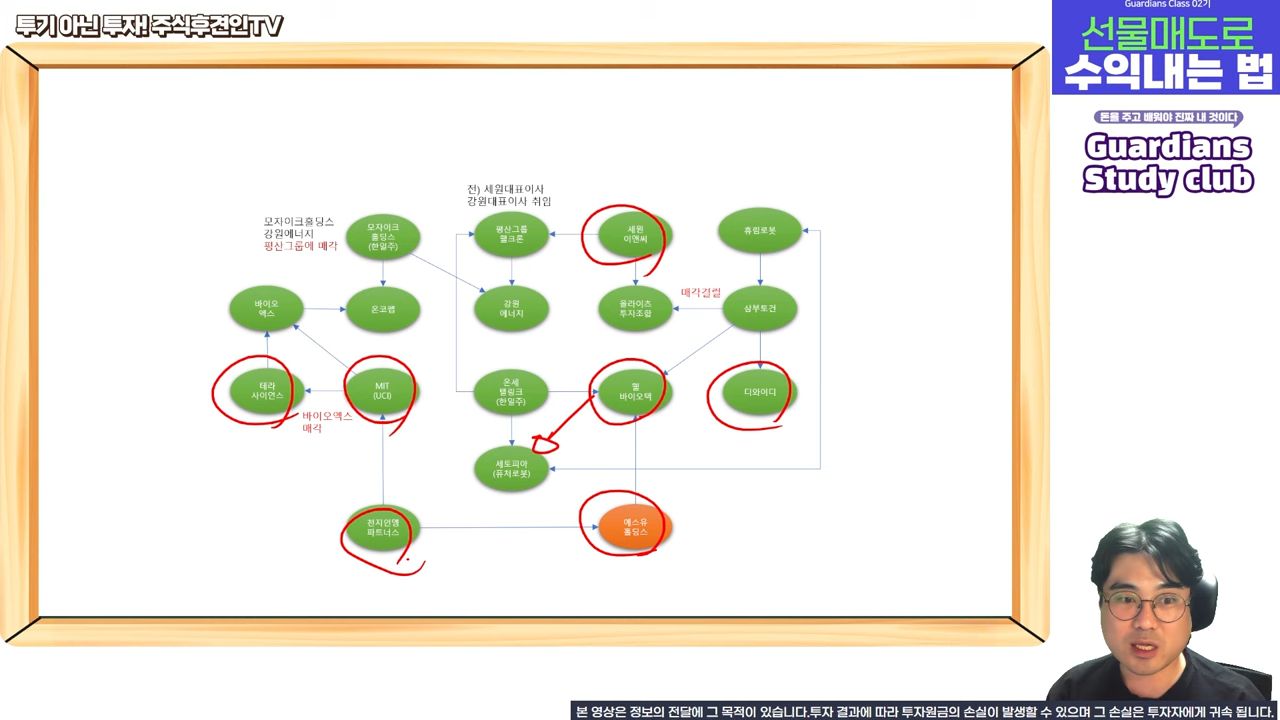 투기 아닌 투자! 주식후견인TV
Guardians Class 02기
선물매도로
수익내는 법
돈을 주고 배워야 진짜 내 것이다
Guardians
Study club
전) 세원대표이사
강원대표이사 취임
모자이크홀딩스
강원에너지
평산그룹에 매각
모자이크
홀딩스
(한일주)
평산그룹
웰크론
세원
이앤씨
휴림로봇
매각결렬
바이오
엑스
온코펩
강원
에너지
올라이츠
투자조합
삼부토건
테라
사이언스
MIT
(UCI)
온세
텔링크
(한일주)
웰
바이오텍
디와이디
바이오엑스
매각
세토피아
(퓨처로봇)
전지인영
파트너스
에스유
홀딩스
본 영상은 정보의 전달에 그 목적이 있습니다.투자 결과에 따라 투자원금의 손실이 발생할 수 있으며 그 손실은 투자자에게 귀속 됩니다.